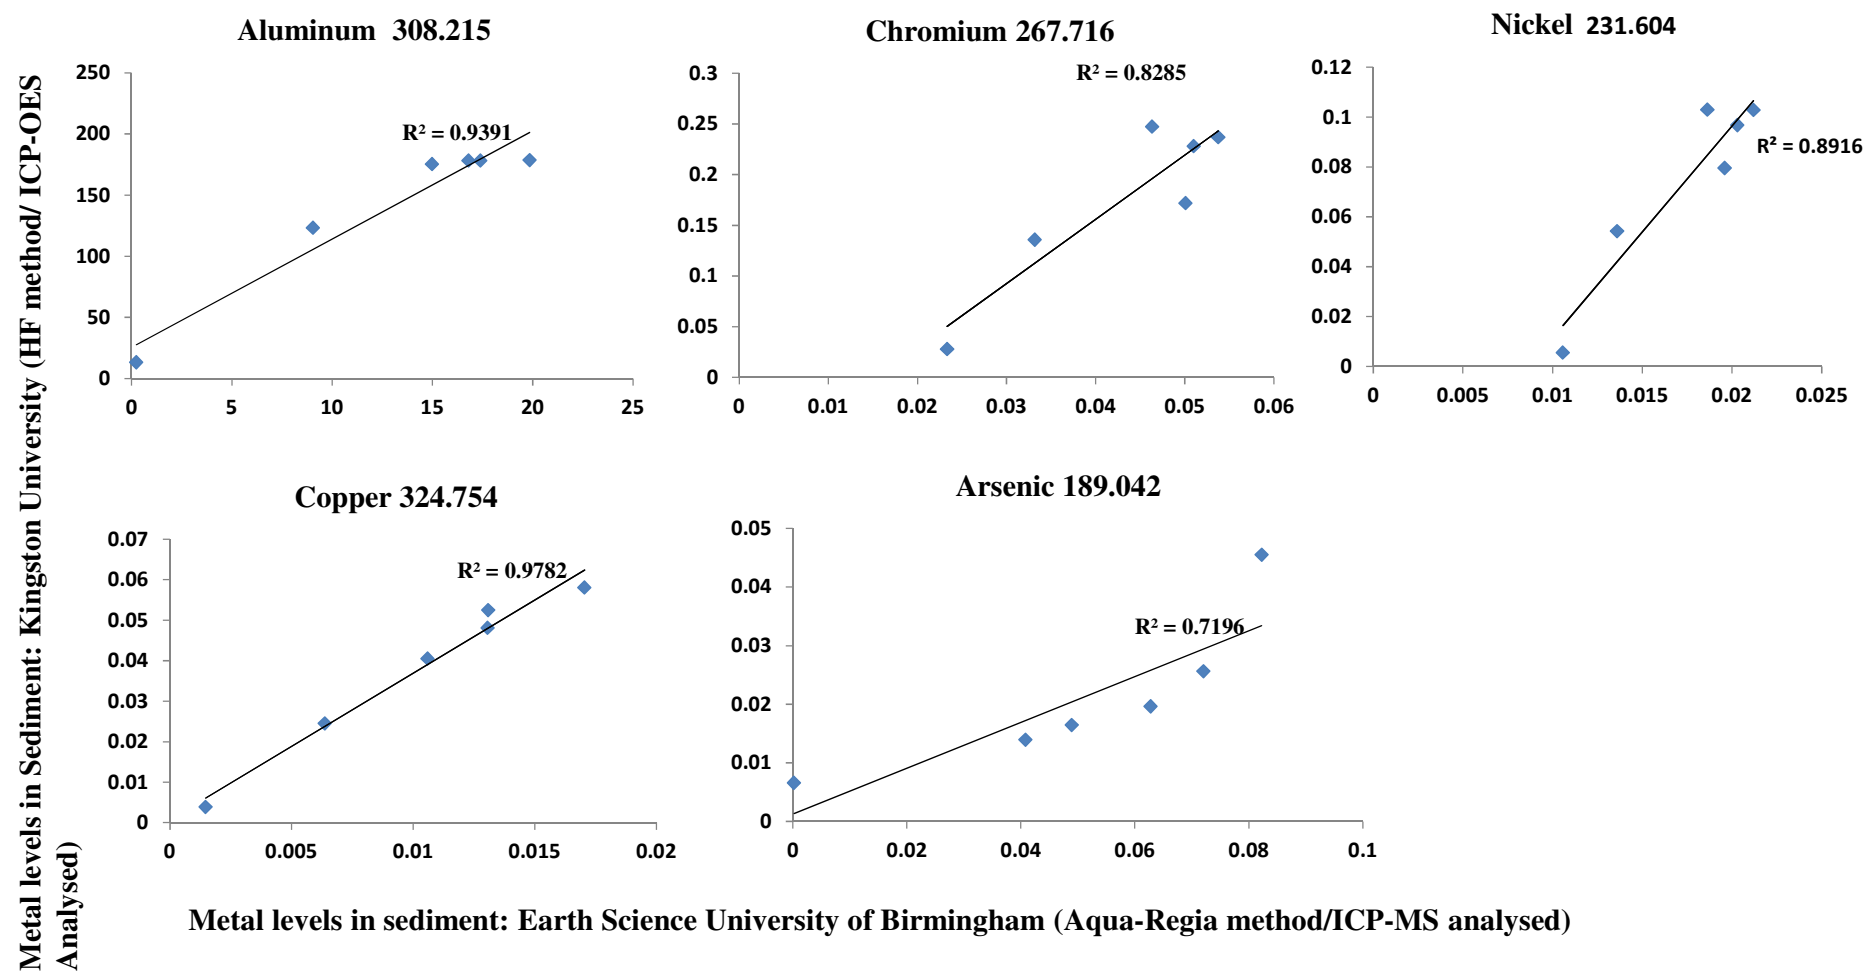 Metal levels in Sediment: Kingston University (HF method/ ICP-OES
Analysed)
Aluminum 308.215
R² = 0.9391
250
200
150
100
50
0
0 5 10 15 20 25
Chromium 267.716
R² = 0.8285
0.3
0.25
0.2
0.15
0.1
0.05
0
0 0.01 0.02 0.03 0.04 0.05 0.06
Nickel 231.604
R² = 0.8916
0.12
0.1
0.08
0.06
0.04
0.02
0
0 0.005 0.01 0.015 0.02 0.025
Copper 324.754
R² = 0.9782
0.07
0.06
0.05
0.04
0.03
0.02
0.01
0
0 0.005 0.01 0.015 0.02
Arsenic 189.042
R² = 0.7196
0.05
0.04
0.03
0.02
0.01
0
0 0.02 0.04 0.06 0.08 0.1
Metal levels in sediment: Earth Science University of Birmingham (Aqua-Regia method/ICP-MS analysed)